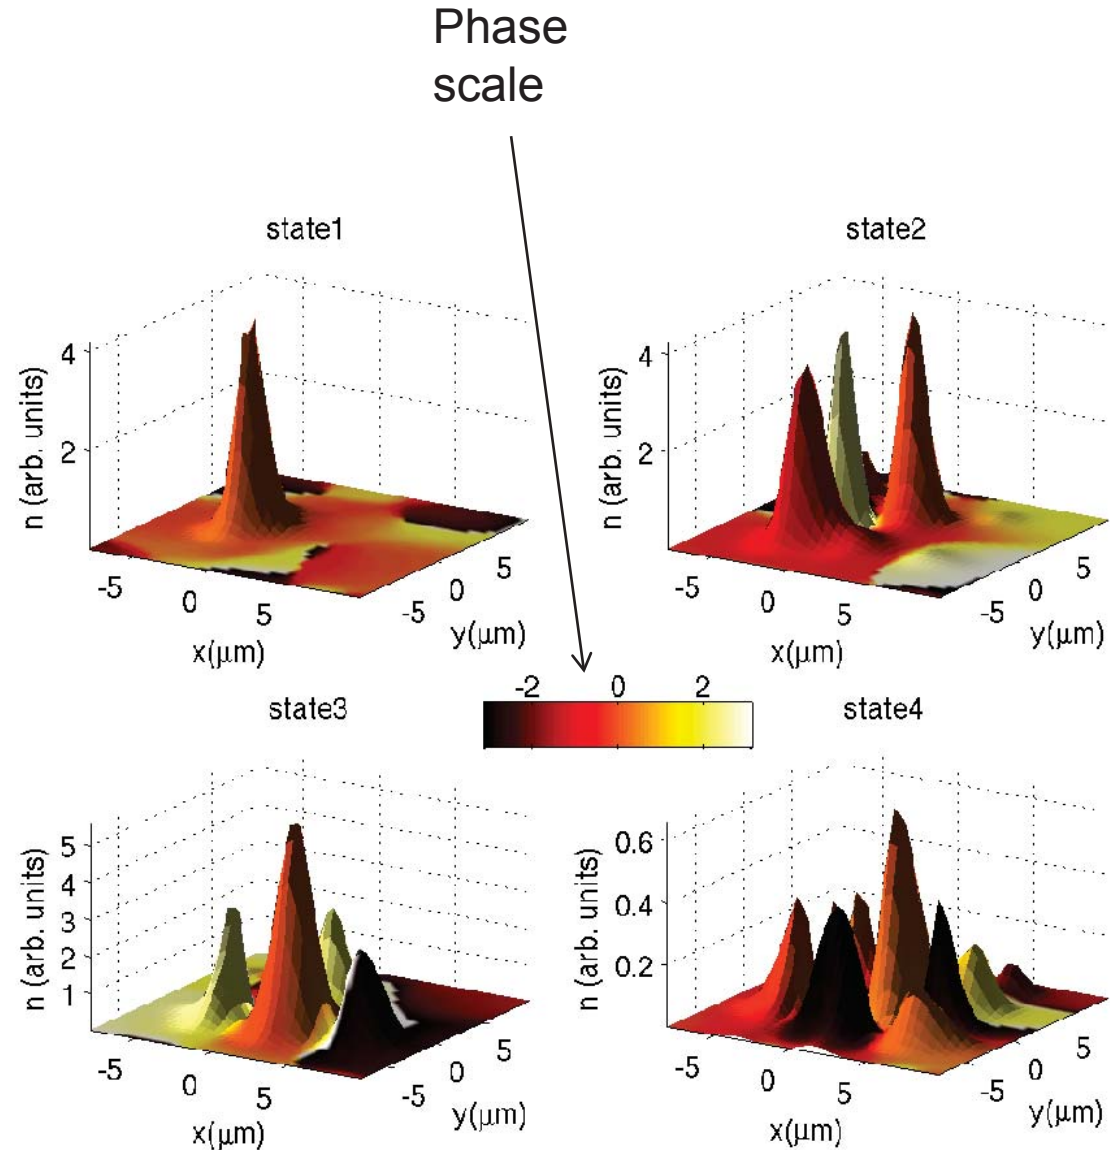 Phase
scale
state1
4
2
n (arb. units)
-5
0
5
x(μm)
-5
0
5
y(μm)
state2
4
2
n (arb. units)
-5
0
5
x(μm)
-5
0
5
y(μm)
-2 0 2
state3
5
4
3
2
1
n (arb. units)
-5
0
5
x(μm)
-5
0
5
y(μm)
state4
0.6
0.4
0.2
n (arb. units)
-5
0
5
x(μm)
-5
0
5
y(μm)